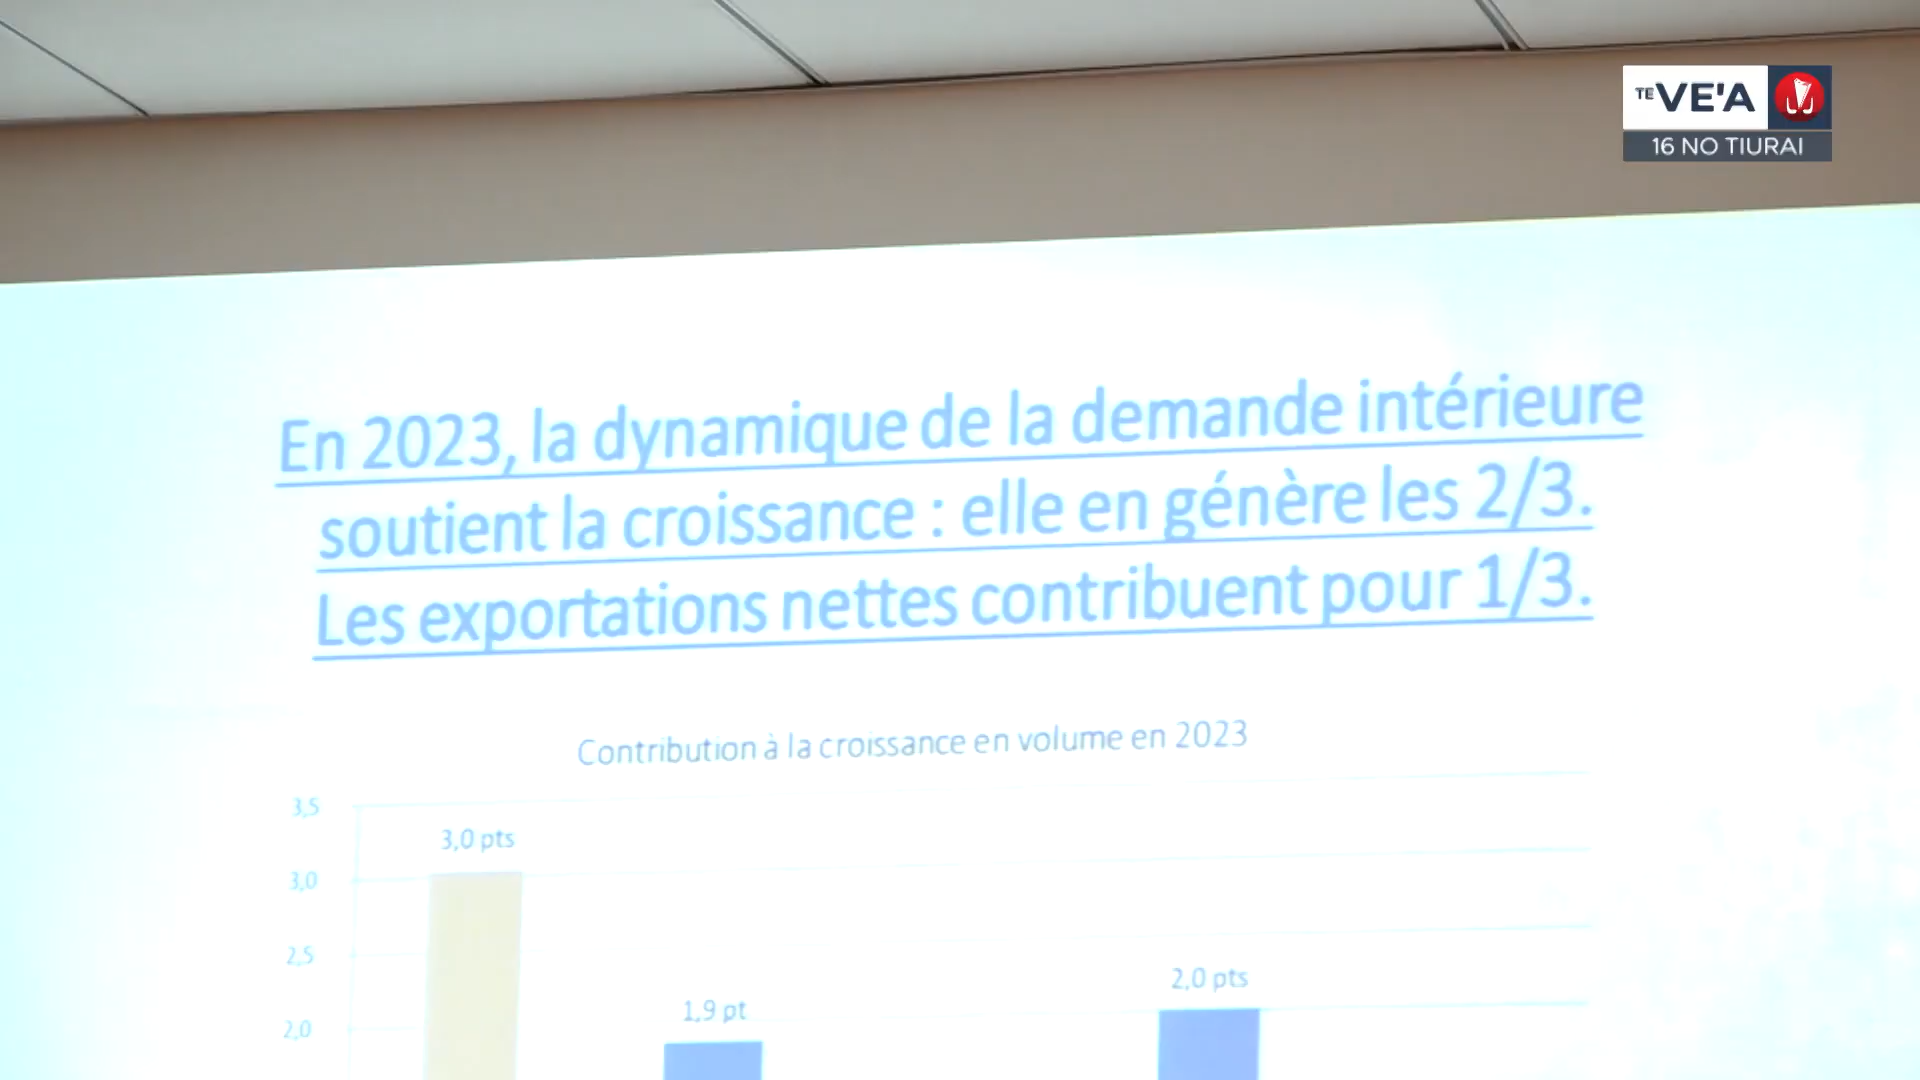 TE VE'A
16 NO TIURAI
En 2023, la dynamique de la demande intérieure
soutient la croissance : elle en génère les 2/3.
Les exportations nettes contribuent pour 1/3.
Contribution à la croissance en volume en 2023
3,5
3,0 pts
3,0
2,5
2,0 pts
1,9 pt
2,0